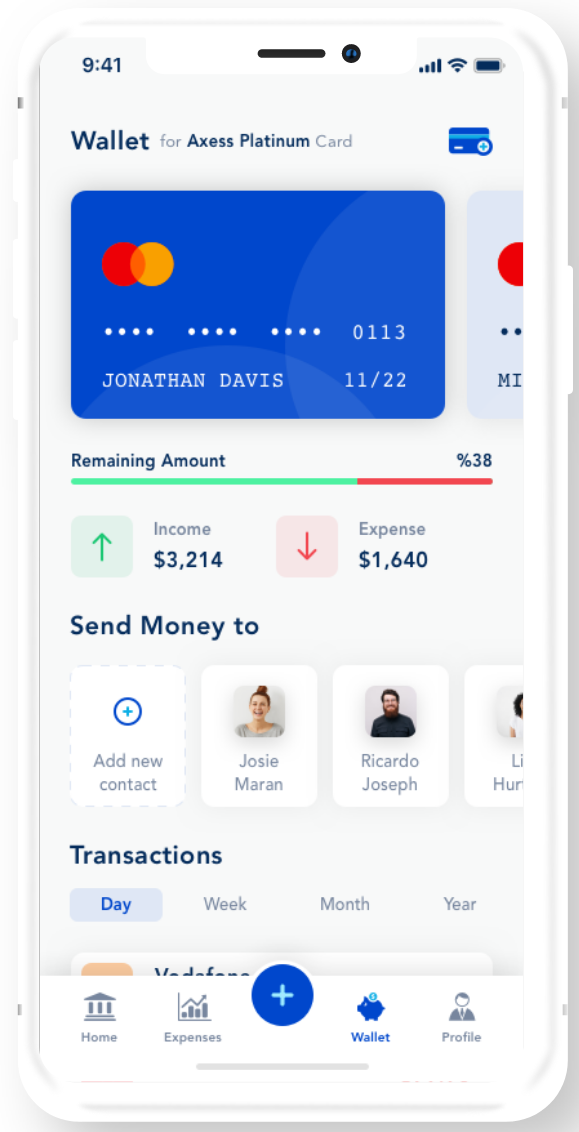 9:41
Wallet for Axess Platinum Card
•••• •••• •••• 0113
JONATHAN DAVIS 11/22
MI
Remaining Amount %38
Income
$3,214
Expense
$1,640
Send Money to
Add new
contact
Josie
Maran
Ricardo
Joseph
Li
Hur
Transactions
Day Week Month Year
Vodafone
Home Expenses Wallet Profile